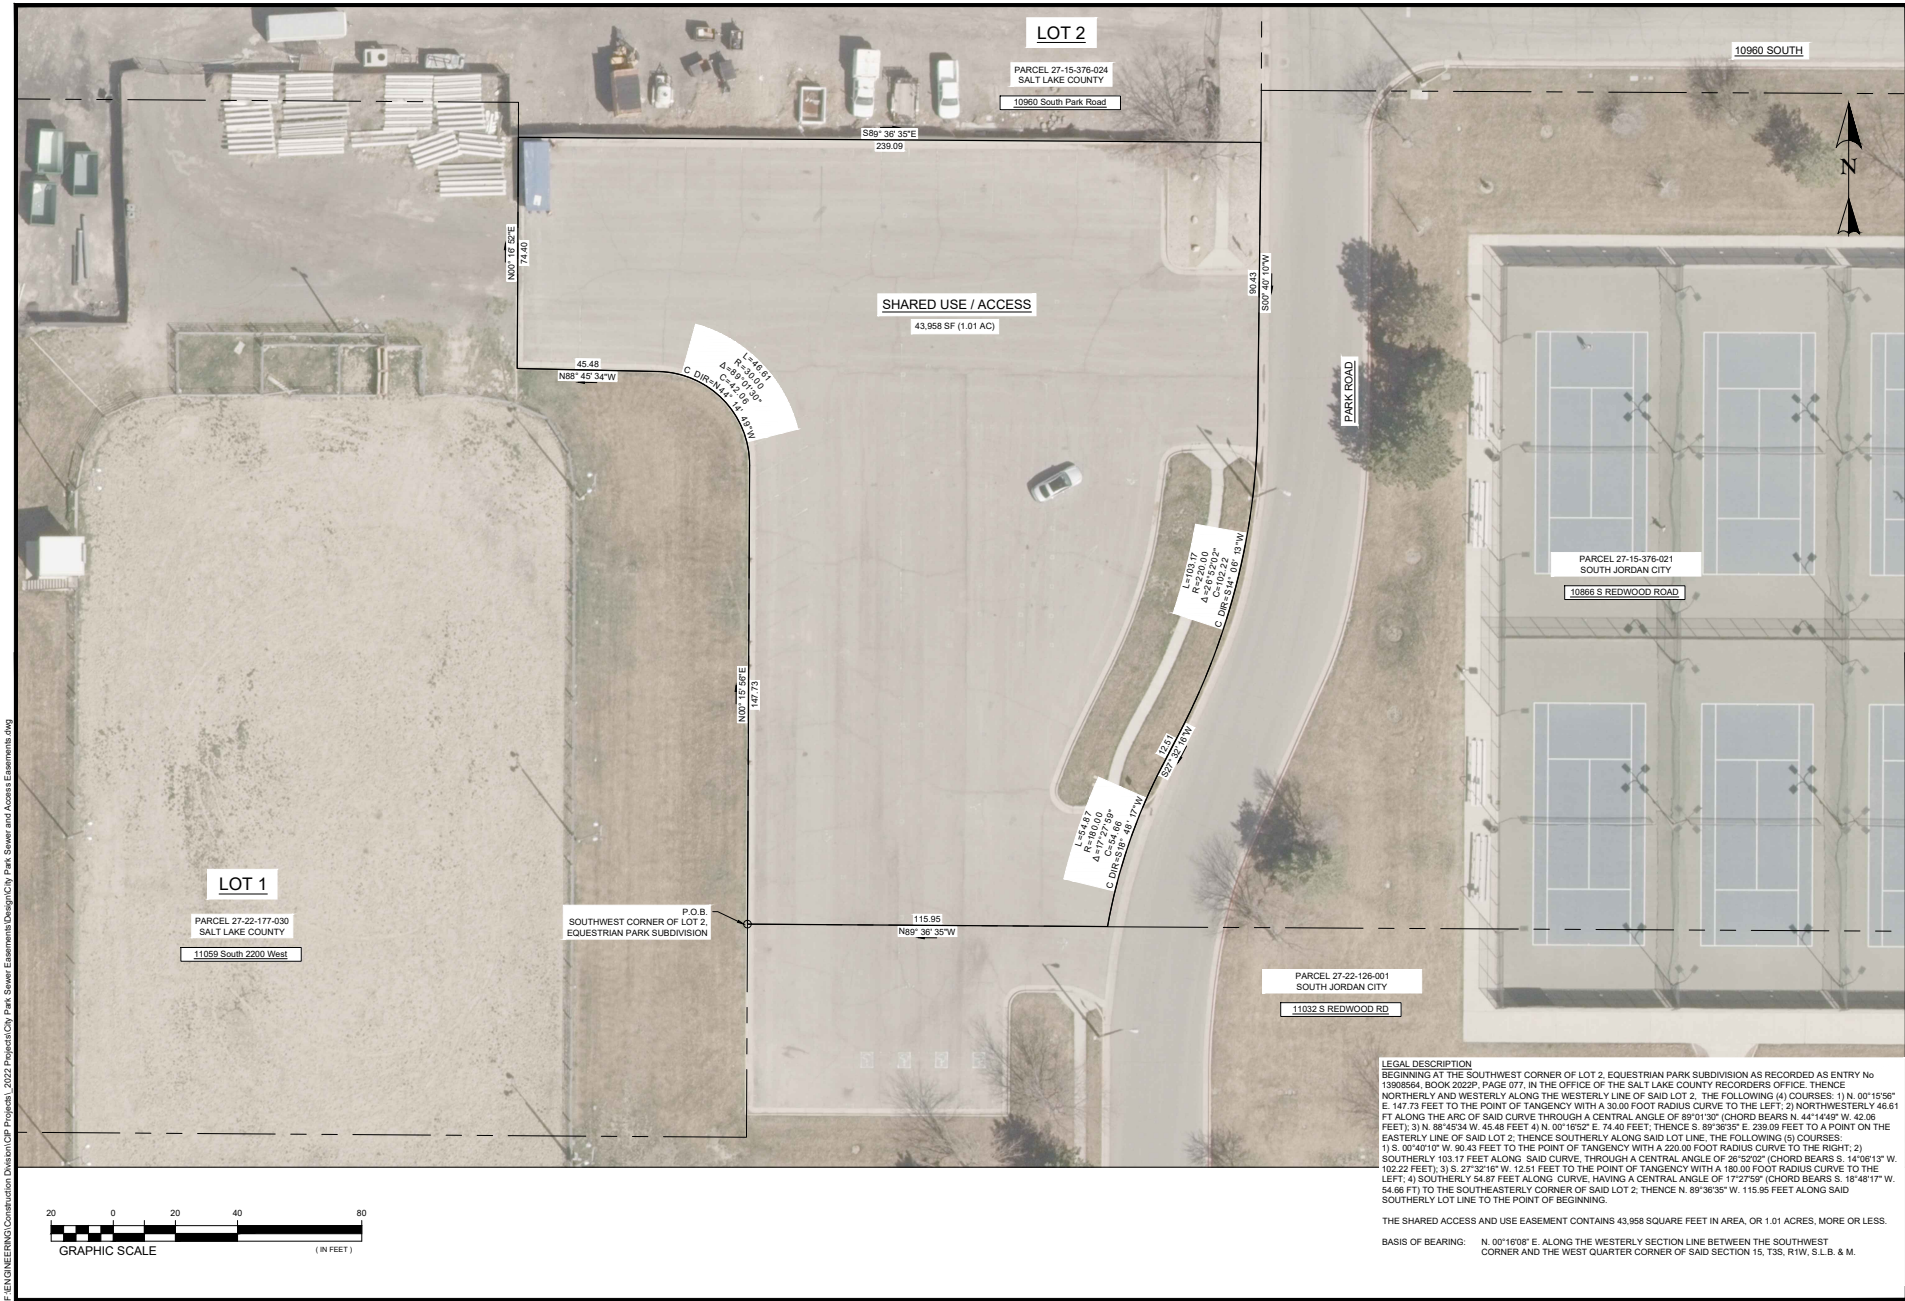 LOT 2
PARCEL 27-15-376-024
SALT LAKE COUNTY
10960 South Park Road
10960 SOUTH
N
S89° 36' 35"E
239.09
N00° 16' 52"E
74.40
SHARED USE / ACCESS
43,958 SF (1.01 AC)
90.43
S00° 40' 10"W
PARK ROAD
45.48
N88° 45' 34"W
L=46.61
R=30.00
Δ=89°01'30"
C=42.06
C DIR=N44° 14' 49"W
L=103.17
R=220.00
Δ=26°52'02"
C=102.22
C DIR=S14° 06' 13"W
PARCEL 27-15-376-021
SOUTH JORDAN CITY
10866 S REDWOOD ROAD
N00° 15' 56"E
147.73
12.51
S27° 32' 16"W
L=54.87
R=180.00
Δ=17°27'59"
C=54.66
C DIR=S18° 48' 17"W
LOT 1
PARCEL 27-22-177-030
SALT LAKE COUNTY
11059 South 2200 West
P.O.B.
SOUTHWEST CORNER OF LOT 2,
EQUESTRIAN PARK SUBDIVISION
115.95
N89° 36' 35"W
PARCEL 27-22-126-001
SOUTH JORDAN CITY
11032 S REDWOOD RD
LEGAL DESCRIPTION
BEGINNING AT THE SOUTHWEST CORNER OF LOT 2, EQUESTRIAN PARK SUBDIVISION AS RECORDED AS ENTRY No
13908564, BOOK 2022P, PAGE 077, IN THE OFFICE OF THE SALT LAKE COUNTY RECORDERS OFFICE. THENCE
NORTHERLY AND WESTERLY ALONG THE WESTERLY LINE OF SAID LOT 2, THE FOLLOWING (4) COURSES: 1) N. 00°15'56"
E. 147.73 FEET TO THE POINT OF TANGENCY WITH A 30.00 FOOT RADIUS CURVE TO THE LEFT; 2) NORTHWESTERLY 46.61
FT ALONG THE ARC OF SAID CURVE THROUGH A CENTRAL ANGLE OF 89°01'30" (CHORD BEARS N. 44°14'49" W. 42.06
FEET); 3) N. 88°45'34 W. 45.48 FEET 4) N. 00°16'52" E. 74.40 FEET; THENCE S. 89°36'35" E. 239.09 FEET TO A POINT ON THE
EASTERLY LINE OF SAID LOT 2; THENCE SOUTHERLY ALONG SAID LOT LINE, THE FOLLOWING (5) COURSES:
1) S. 00°40'10" W. 90.43 FEET TO THE POINT OF TANGENCY WITH A 220.00 FOOT RADIUS CURVE TO THE RIGHT; 2)
SOUTHERLY 103.17 FEET ALONG SAID CURVE, THROUGH A CENTRAL ANGLE OF 26°52'02" (CHORD BEARS S. 14°06'13" W.
102.22 FEET); 3) S. 27°32'16" W. 12.51 FEET TO THE POINT OF TANGENCY WITH A 180.00 FOOT RADIUS CURVE TO THE
LEFT; 4) SOUTHERLY 54.87 FEET ALONG CURVE, HAVING A CENTRAL ANGLE OF 17°27'59" (CHORD BEARS S. 18°48'17" W.
54.66 FT) TO THE SOUTHEASTERLY CORNER OF SAID LOT 2; THENCE N. 89°36'35" W. 115.95 FEET ALONG SAID
SOUTHERLY LOT LINE TO THE POINT OF BEGINNING.
THE SHARED ACCESS AND USE EASEMENT CONTAINS 43,958 SQUARE FEET IN AREA, OR 1.01 ACRES, MORE OR LESS.
BASIS OF BEARING: N. 00°16'08" E. ALONG THE WESTERLY SECTION LINE BETWEEN THE SOUTHWEST
CORNER AND THE WEST QUARTER CORNER OF SAID SECTION 15, T3S, R1W, S.L.B. & M.
20 0 20 40 80
GRAPHIC SCALE
( IN FEET )
F:\ENGINEERING\Construction Division\CIP Projects\_2022 Projects\City Park Sewer Easements\Design\City Park Sewer and Access Easements.dwg